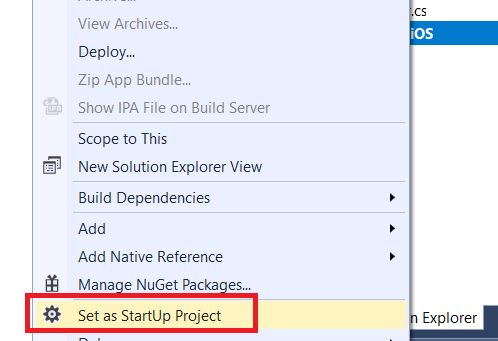 View Archives...
Deploy...
Zip App Bundle...
Show IPA File on Build Server
Scope to This
New Solution Explorer View
Build Dependencies
Add
Add Native Reference
Manage NuGet Packages...
Set as StartUp Project
.cs
iOS
n Explorer